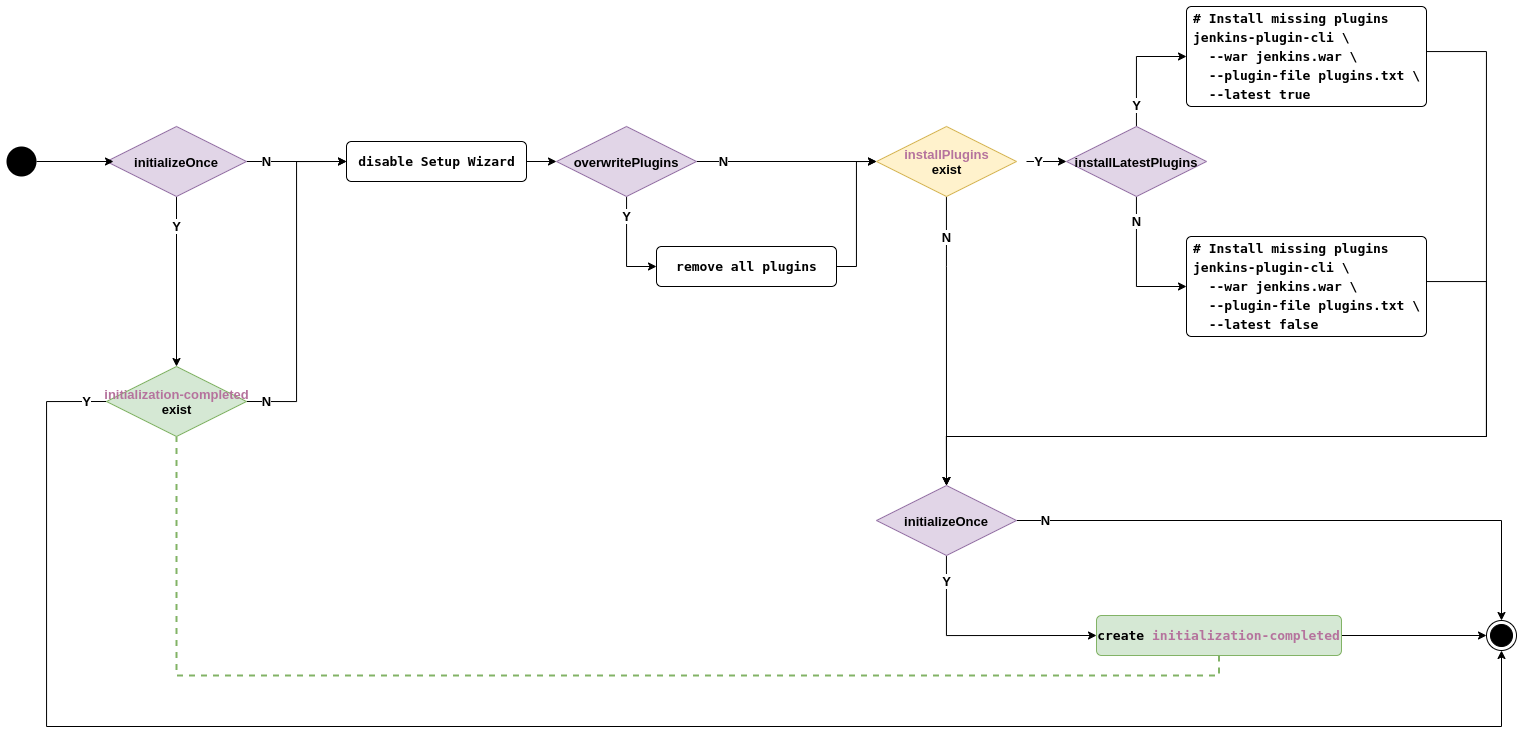 # Install missing plugins
jenkins-plugin-cli \
--war jenkins.war \
--plugin-file plugins.txt \
--latest true
Y
initializeOnce
N
disable Setup Wizard
overwritePlugins
N
installPlugins
exist
Y
installLatestPlugins
Y
Y
N
remove all plugins
N
# Install missing plugins
jenkins-plugin-cli \
--war jenkins.war \
--plugin-file plugins.txt \
--latest false
initialization-completed
exist
Y
N
initializeOnce
N
Y
create initialization-completed